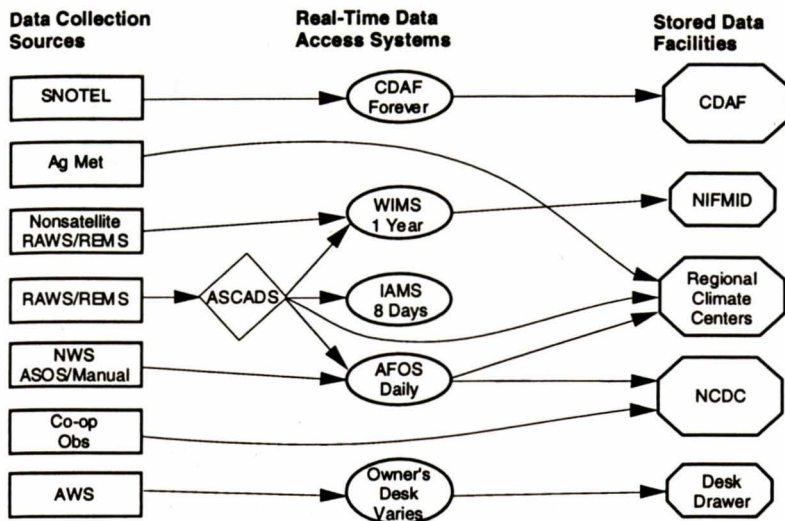 Data Collection
Sources
Real-Time Data
Access Systems
Stored Data
Facilities
SNOTEL
CDAF
Forever
CDAF
Ag Met
WIMS
1 Year
NIFMID
Nonsatellite
RAWS/REMS
RAWS/REMS
ASCADS
IAMS
8 Days
Regional
Climate
Centers
NWS
ASOS/Manual
AFOS
Daily
NCDC
Co-op
Obs
AWS
Owner's
Desk
Varies
Desk
Drawer